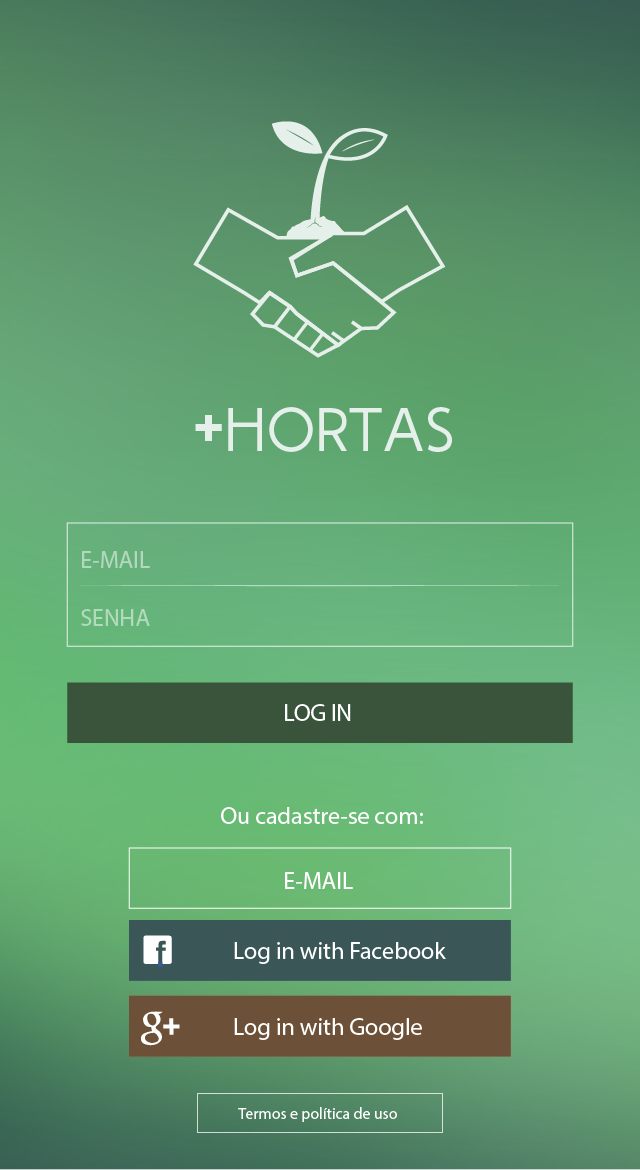 +HORTAS
E-MAIL
SENHA
LOG IN
Ou cadastre-se com:
E-MAIL
f Log in with Facebook
g+ Log in with Google
Termos e política de uso